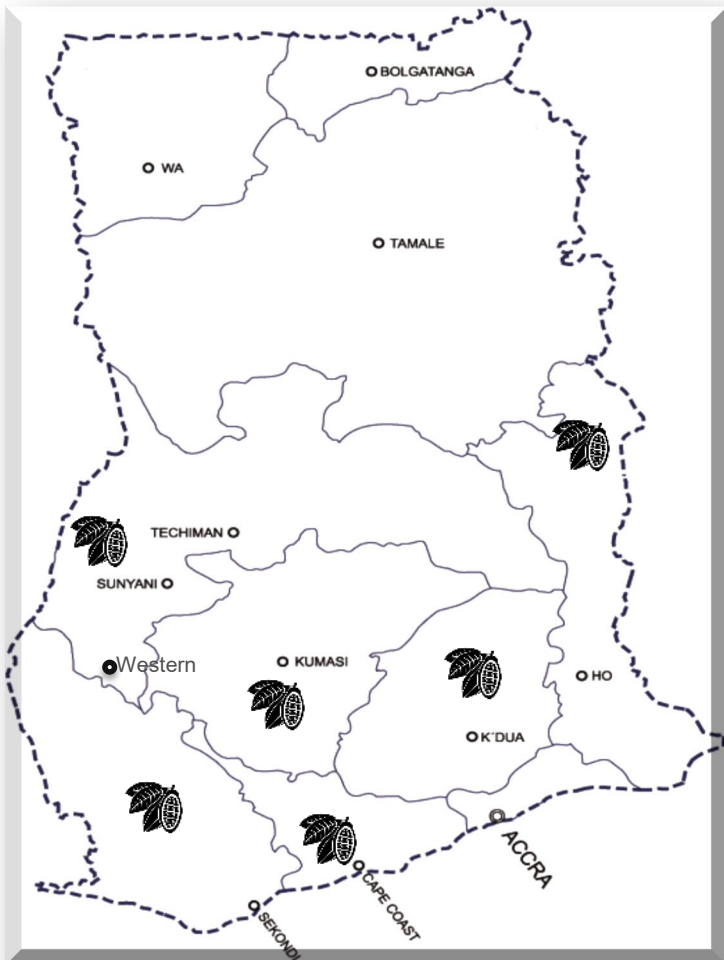 BOLGATANGA
WA
TAMALE
TECHIMAN
SUNYANI
Western
KUMASI
HO
K'DUA
ACCRA
CAPE COAST
SEKONDI